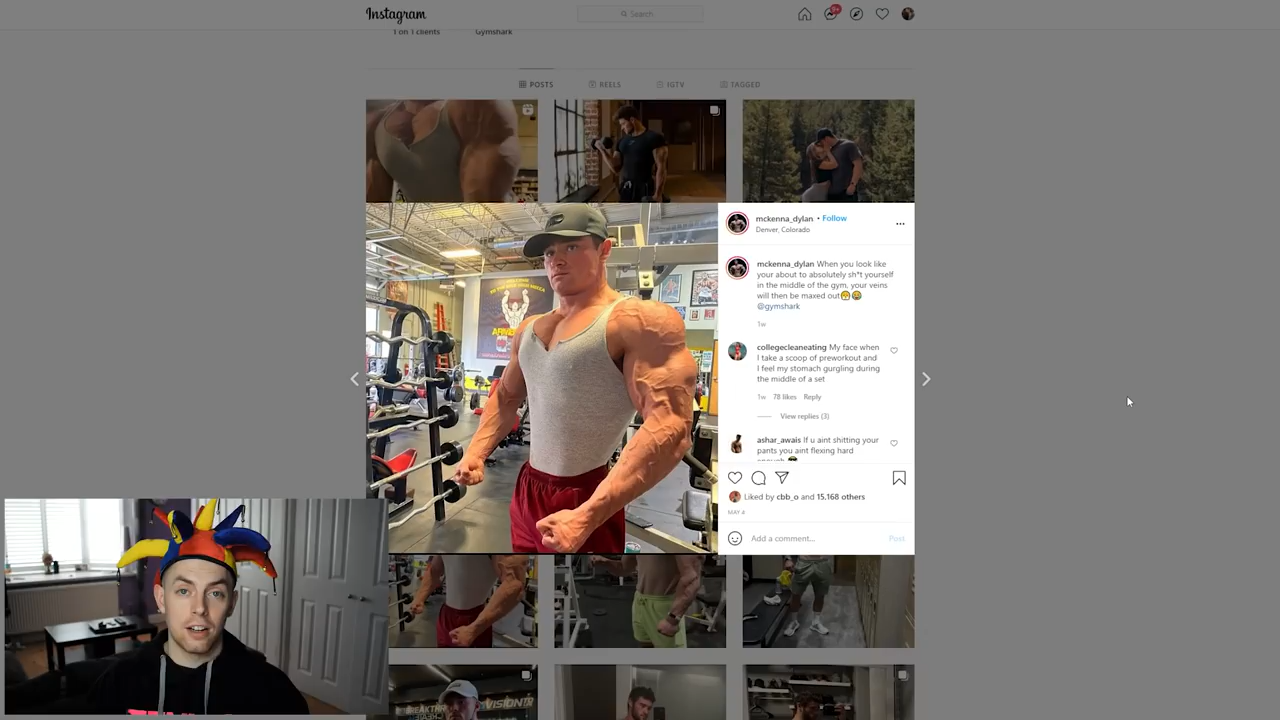 Instagram
Search
9+
1 on 1 clients
Gymshark
POSTS
REELS
IGTV
TAGGED
mckenna_dylan • Follow
Denver, Colorado
mckenna_dylan When you look like
your about to absolutely sh*t yourself
in the middle of the gym, your veins
will then be maxed out
@gymshark
1w
collegecleaneating My face when
I take a scoop of preworkout and
I feel my stomach gurgling during
the middle of a set
1w 78 likes Reply
View replies (3)
ashar_awais If u aint shitting your
pants you aint flexing hard
enough
Liked by cbb_o and 15,168 others
MAY 8
Add a comment...
Post